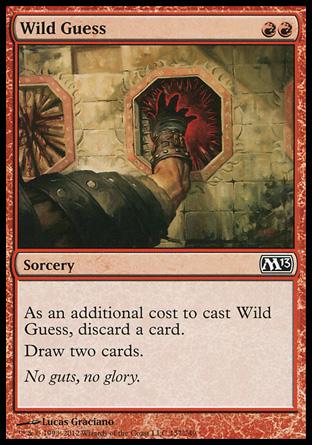 Wild Guess
Sorcery
M13
As an additional cost to cast Wild
Guess, discard a card.
Draw two cards.
No guts, no glory.
Lucas Graciano